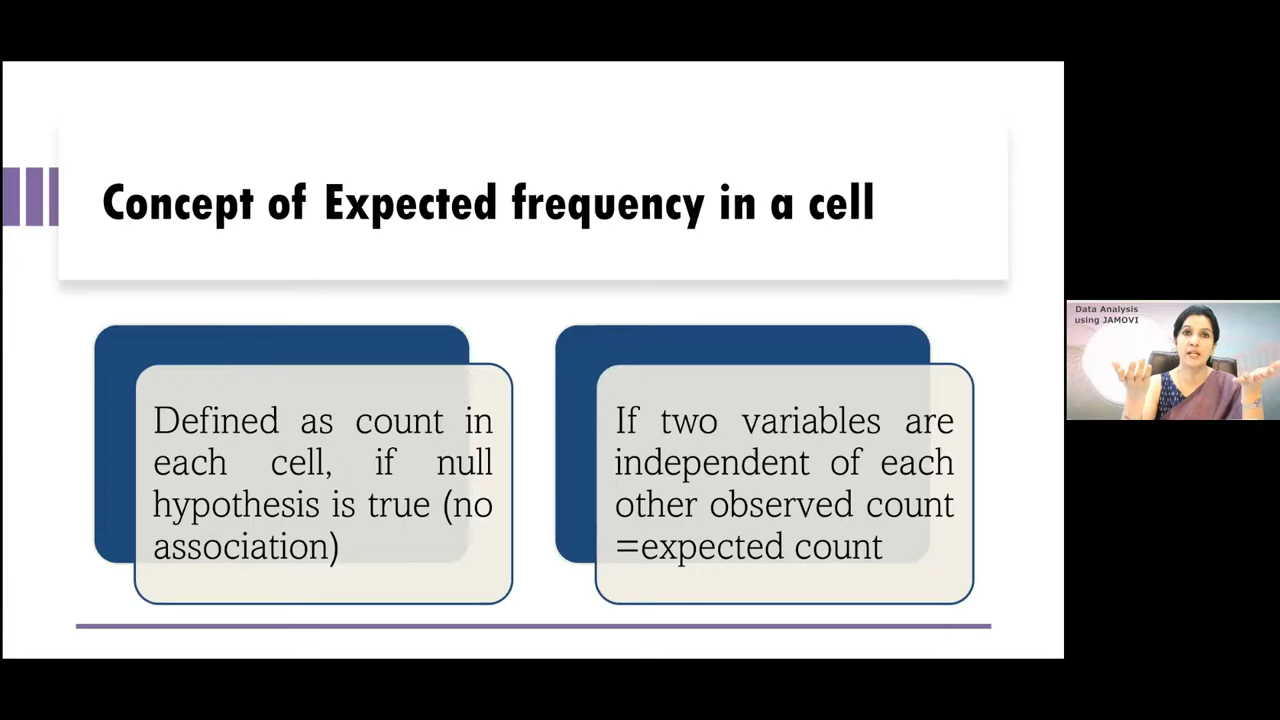 Concept of Expected frequency in a cell
Defined as count in
each cell, if null
hypothesis is true (no
association)
If two variables are
independent of each
other observed count
=expected count
Data Analysis
using JAMOVI